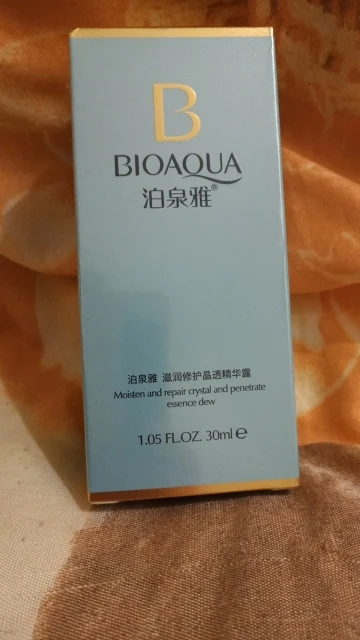 B
BIOAQUA
泊泉雅®
泊泉雅 滋润修护晶透精华露
Moisten and repair crystal and penetrate
essence dew
1.05 FL.OZ. 30ml ℮